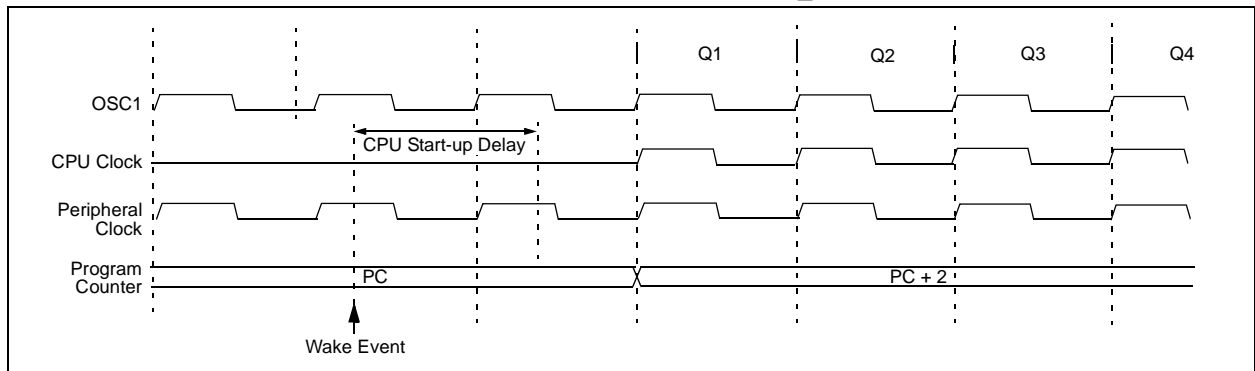 Q1 Q2 Q3 Q4
OSC1
CPU Start-up Delay
CPU Clock
Peripheral
Clock
Program
Counter
PC
PC + 2
Wake Event